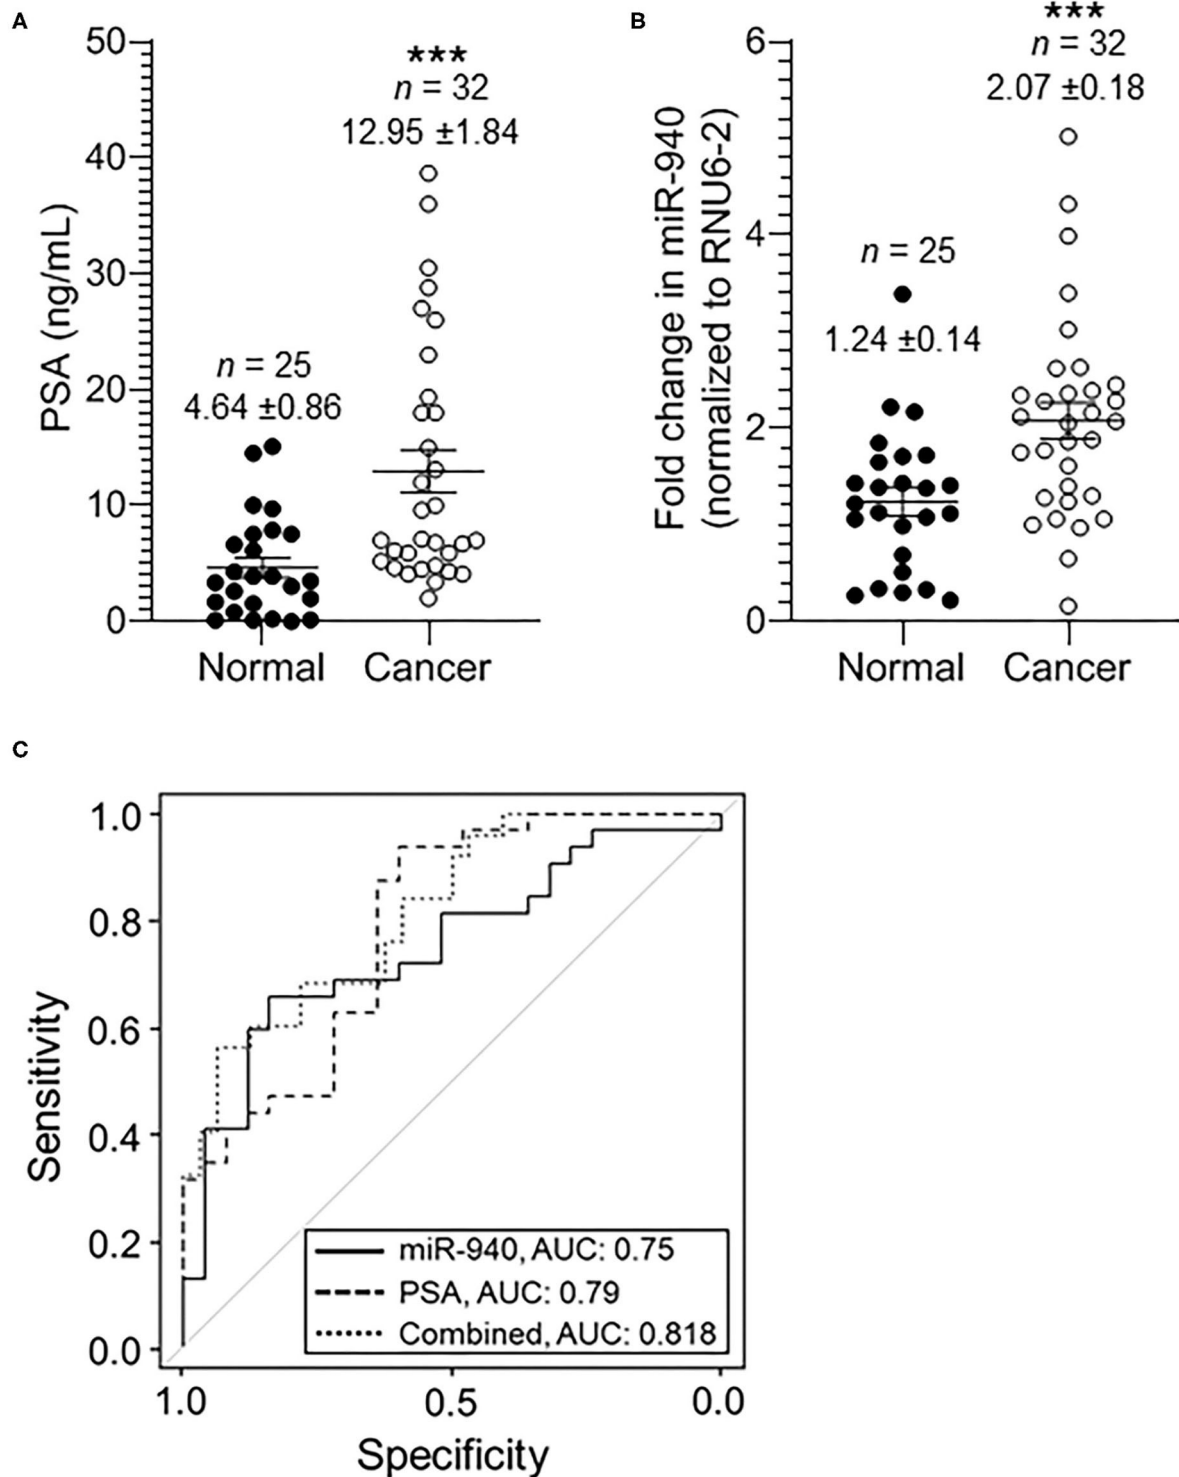 A
PSA (ng/mL)
50
40
30
20
10
0
***
n = 32
12.95 ±1.84
n = 25
4.64 ±0.86
Normal
Cancer
B
Fold change in miR-940
(normalized to RNU6-2)
6
4
2
0
***
n = 32
2.07 ±0.18
n = 25
1.24 ±0.14
Normal
Cancer
C
Sensitivity
1.0
0.8
0.6
0.4
0.2
0.0
miR-940, AUC: 0.75
PSA, AUC: 0.79
Combined, AUC: 0.818
1.0
0.5
0.0
Specificity